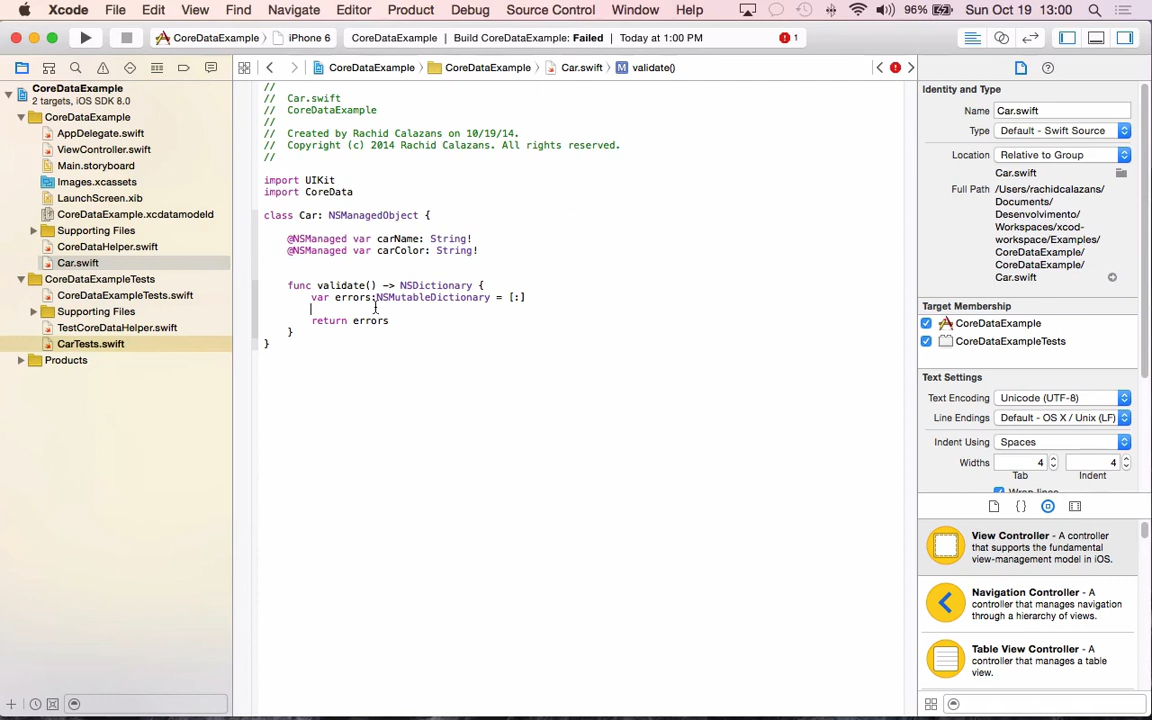 Xcode File Edit View Find Navigate Editor Product Debug Source Control Window Help 96% Sun Oct 19 13:00
CoreDataExample iPhone 6 CoreDataExample Build CoreDataExample: Failed Today at 1:00 PM 1
CoreDataExample CoreDataExample Car.swift M validate()
CoreDataExample
2 targets, iOS SDK 8.0
CoreDataExample
AppDelegate.swift
ViewController.swift
Main.storyboard
Images.xcassets
LaunchScreen.xib
CoreDataExample.xcdatamodeld
Supporting Files
CoreDataHelper.swift
Car.swift
CoreDataExampleTests
CoreDataExampleTests.swift
Supporting Files
TestCoreDataHelper.swift
CarTests.swift
Products
//
// Car.swift
// CoreDataExample
//
// Created by Rachid Calazans on 10/19/14.
// Copyright (c) 2014 Rachid Calazans. All rights reserved.
//
import UIKit
import CoreData
class Car: NSManagedObject {
@NSManaged var carName: String!
@NSManaged var carColor: String!
func validate() -> NSDictionary {
var errors:NSMutableDictionary = [:]
return errors
}
}
Identity and Type
Name Car.swift
Type Default - Swift Source
Location Relative to Group
Car.swift
Full Path /Users/rachidcalazans/
Documents/
Desenvolvimento/
Workspaces/xcod-
workspace/Examples/
CoreDataExample/
CoreDataExample/
Car.swift
Target Membership
CoreDataExample
CoreDataExampleTests
Text Settings
Text Encoding Unicode (UTF-8)
Line Endings Default - OS X / Unix (LF)
Indent Using Spaces
Widths 4 4
Tab Indent
Wrap lines
View Controller - A controller
that supports the fundamental
view-management model in iOS.
Navigation Controller - A
controller that manages navigation
through a hierarchy of views.
Table View Controller - A
controller that manages a table
view.